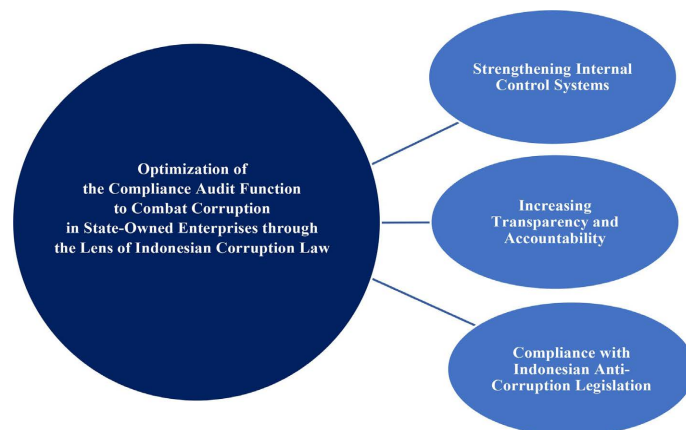 Optimization of
the Compliance Audit Function
to Combat Corruption
in State-Owned Enterprises through
the Lens of Indonesian Corruption Law
Strengthening Internal
Control Systems
Increasing
Transparency and
Accountability
Compliance with
Indonesian Anti-
Corruption Legislation